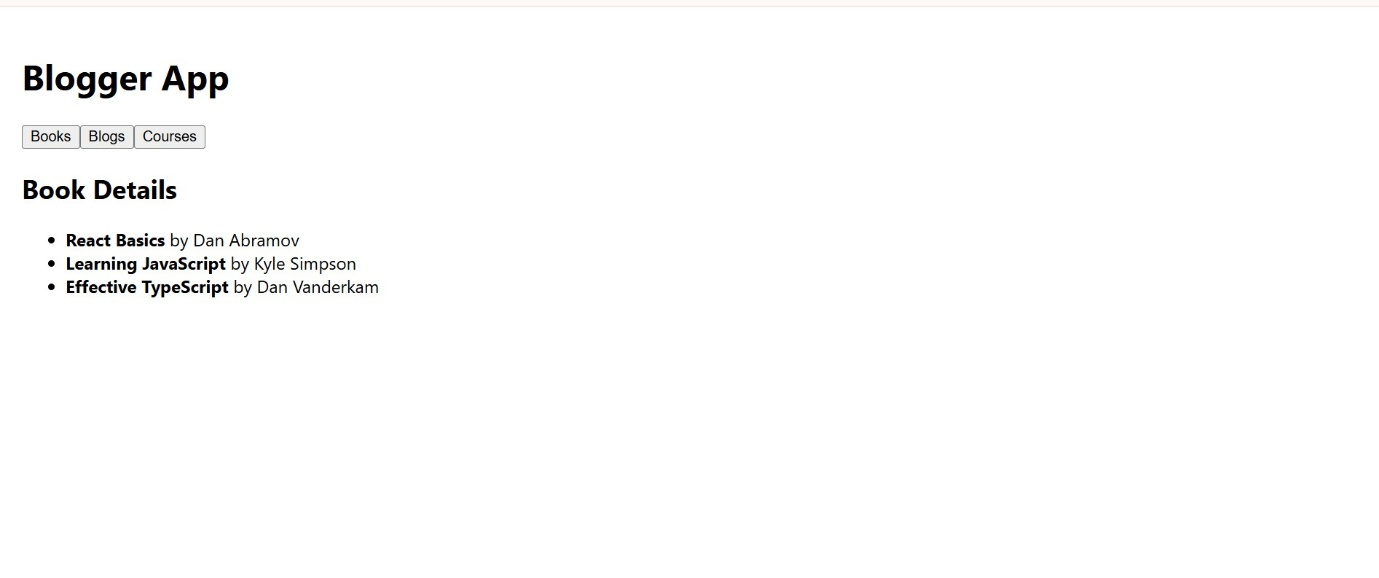 Blogger App
Books Blogs Courses
Book Details
React Basics by Dan Abramov
Learning JavaScript by Kyle Simpson
Effective TypeScript by Dan Vanderkam